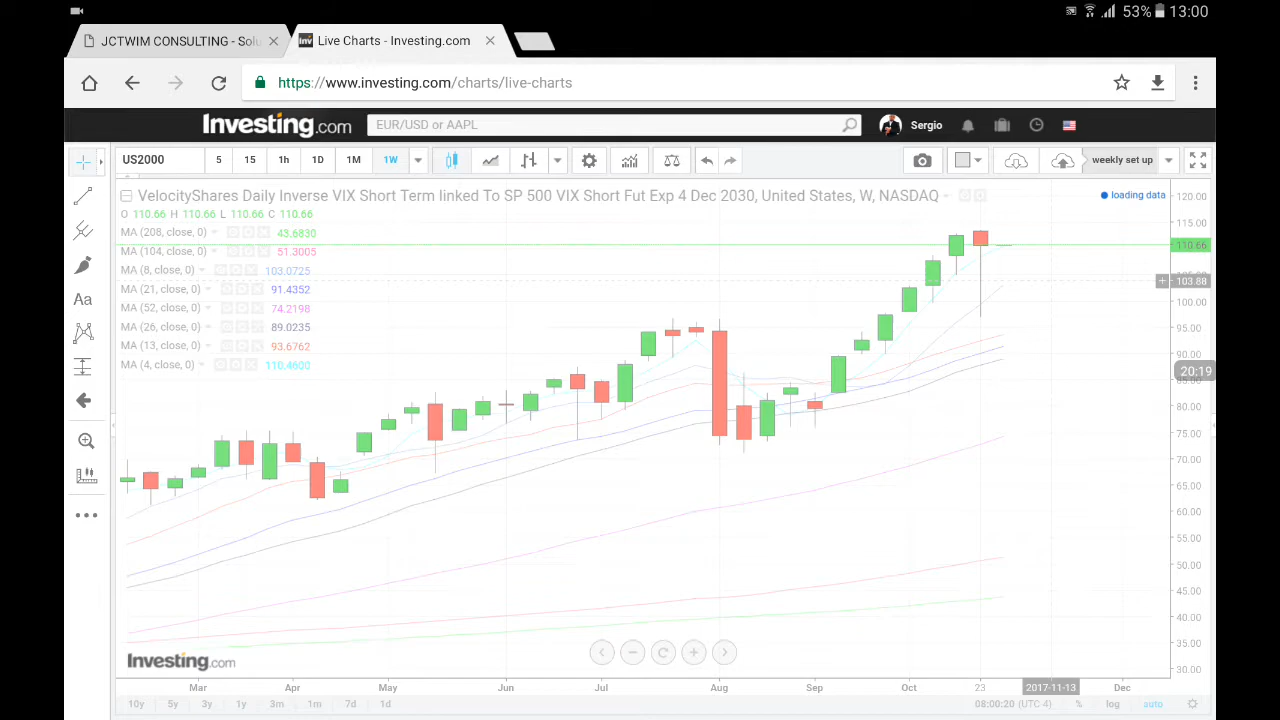 53% 13:00
JCTWIM CONSULTING - Solu
Live Charts - Investing.com
https://www.investing.com/charts/live-charts
Investing.com
EUR/USD or AAPL
Sergio
US2000 5 15 1h 1D 1M 1W
weekly set up
VelocityShares Daily Inverse VIX Short Term linked To SP 500 VIX Short Fut Exp 4 Dec 2030, United States, W, NASDAQ
loading data
O 110.66 H 110.66 L 110.66 C 110.66
MA (208, close, 0) 43.6830
MA (104, close, 0) 51.3005
MA (8, close, 0) 103.0725
MA (21, close, 0) 91.4352
MA (52, close, 0) 74.2198
MA (26, close, 0) 89.0235
MA (13, close, 0) 93.6762
MA (4, close, 0) 110.4600
Aa
120.00
115.00
110.66
103.88
100.00
95.00
90.00
20:19
80.00
75.00
70.00
65.00
60.00
55.00
50.00
45.00
40.00
35.00
30.00
Investing.com
Mar Apr May Jun Jul Aug Sep Oct 23 2017-11-13 Dec
10y 5y 3y 1y 3m 1m 7d 1d
08:00:20 (UTC-4) % log auto